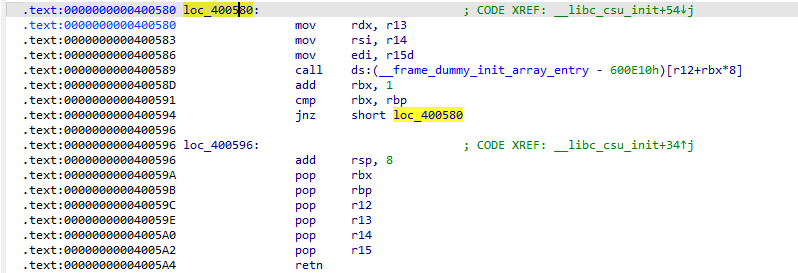 .text:0000000000400580 loc_400580: ; CODE XREF: __libc_csu_init+54↓j
.text:0000000000400580 mov rdx, r13
.text:0000000000400583 mov rsi, r14
.text:0000000000400586 mov edi, r15d
.text:0000000000400589 call ds:(__frame_dummy_init_array_entry - 600E10h)[r12+rbx*8]
.text:000000000040058D add rbx, 1
.text:0000000000400591 cmp rbx, rbp
.text:0000000000400594 jnz short loc_400580
.text:0000000000400596
.text:0000000000400596 loc_400596: ; CODE XREF: __libc_csu_init+34↑j
.text:0000000000400596 add rsp, 8
.text:000000000040059A pop rbx
.text:000000000040059B pop rbp
.text:000000000040059C pop r12
.text:000000000040059E pop r13
.text:00000000004005A0 pop r14
.text:00000000004005A2 pop r15
.text:00000000004005A4 retn